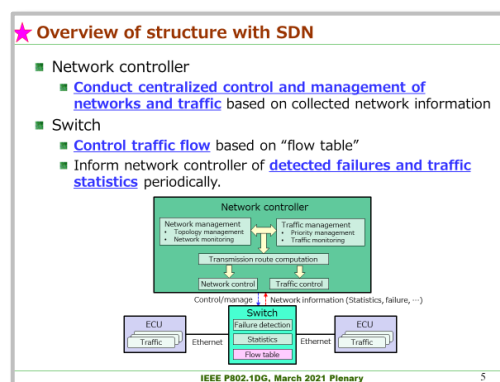 Overview of structure with SDN
Network controller
Conduct centralized control and management of
networks and traffic based on collected network information
Switch
Control traffic flow based on “flow table”
Inform network controller of detected failures and traffic
statistics periodically.
Network controller
Network management
• Topology management
• Network monitoring
Traffic management
• Priority management
• Traffic monitoring
Transmission route computation
Network control
Traffic control
Control/manage
Network information (Statistics, failure, …)
Switch
Failure detection
Statistics
Flow table
ECU
Traffic
Ethernet
Ethernet
ECU
Traffic
IEEE P802.1DG, March 2021 Plenary
5